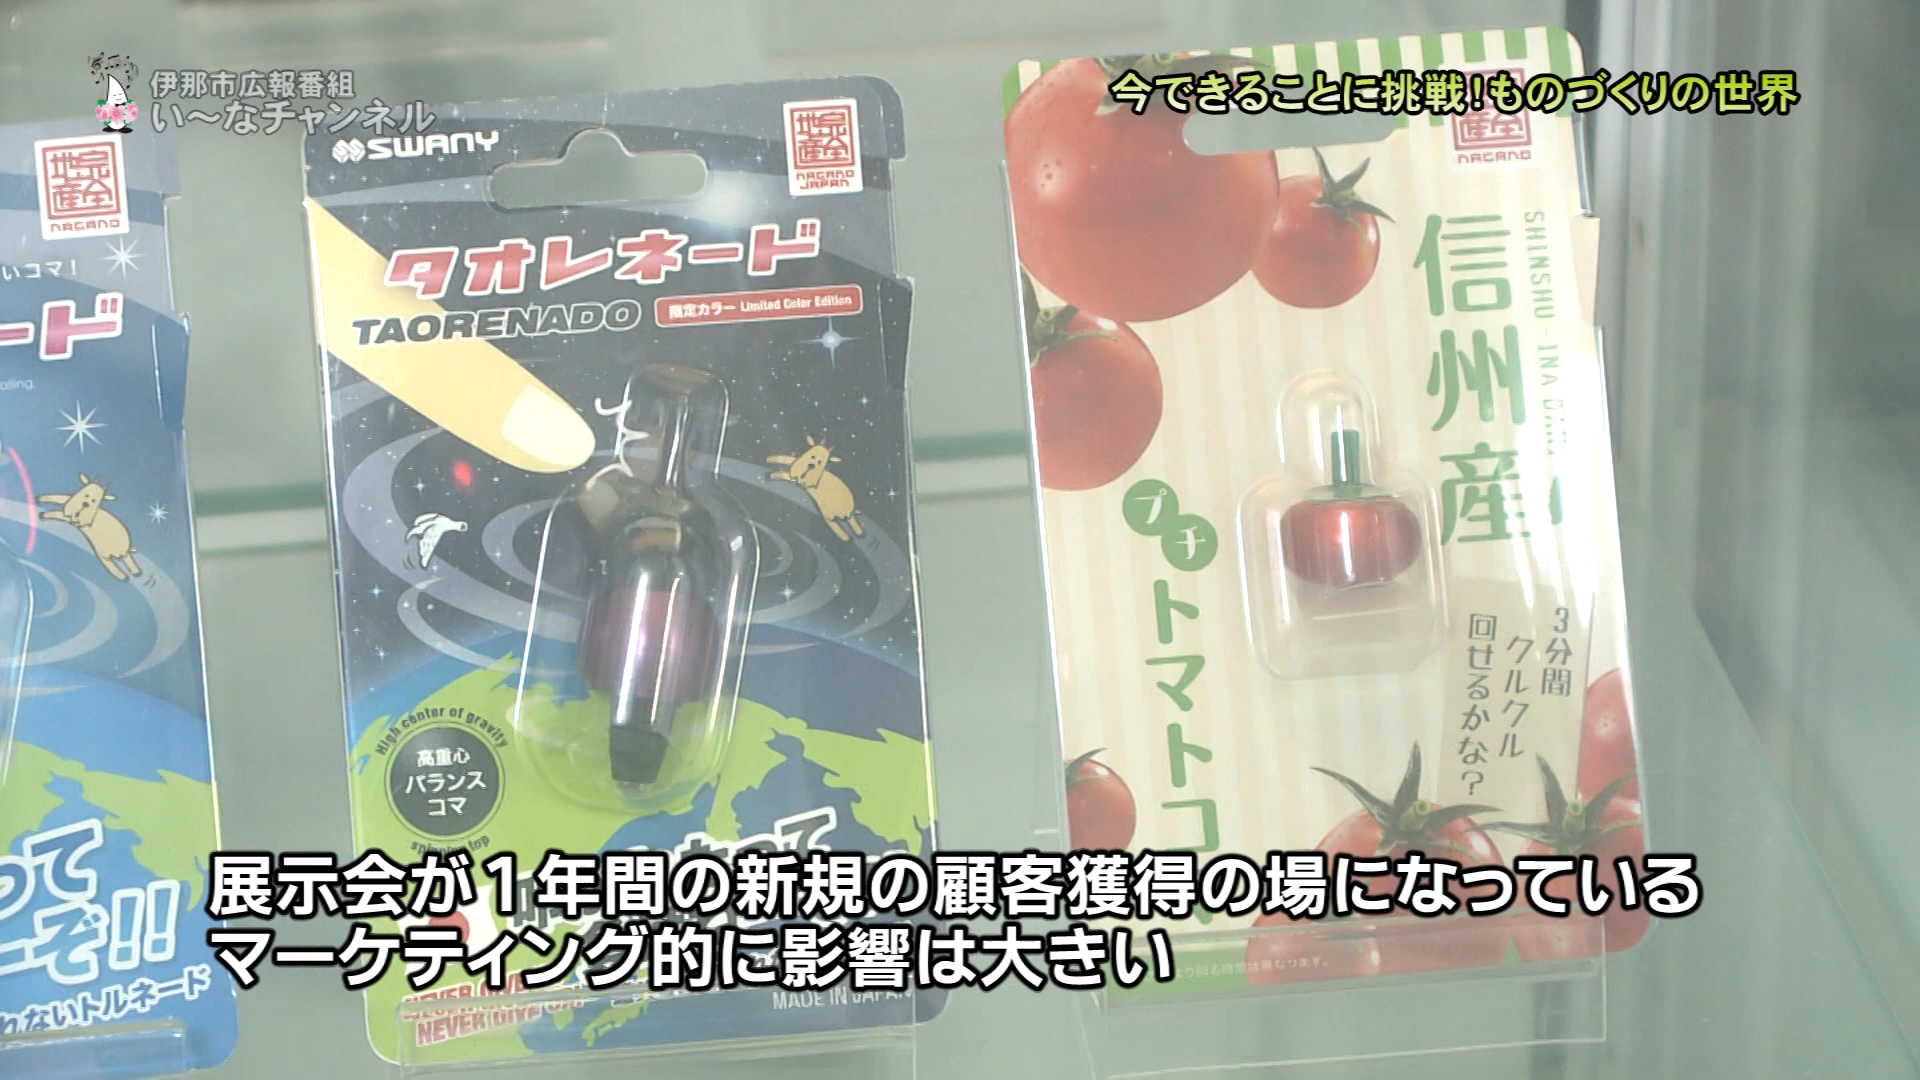 伊那市広報番組
い〜なチャンネル
今できることに挑戦!ものづくりの世界
NAGANO
いコマ!
ード
って
ーぞ!!
れないトルネード
SWANY
地産
NAGANO
JAPAN
タオレネード
TAORENADO
限定カラー Limited Color Edition
High center of gravity
高重心
バランス
コマ
spinning top
NEVER GIVE UP!
MADE IN JAPAN
NAGANO
信州産
SHINSHU-INA
プチ
トマトコマ
3分間
クルクル
回せるかな?
展示会が1年間の新規の顧客獲得の場になっている
マーケティング的に影響は大きい